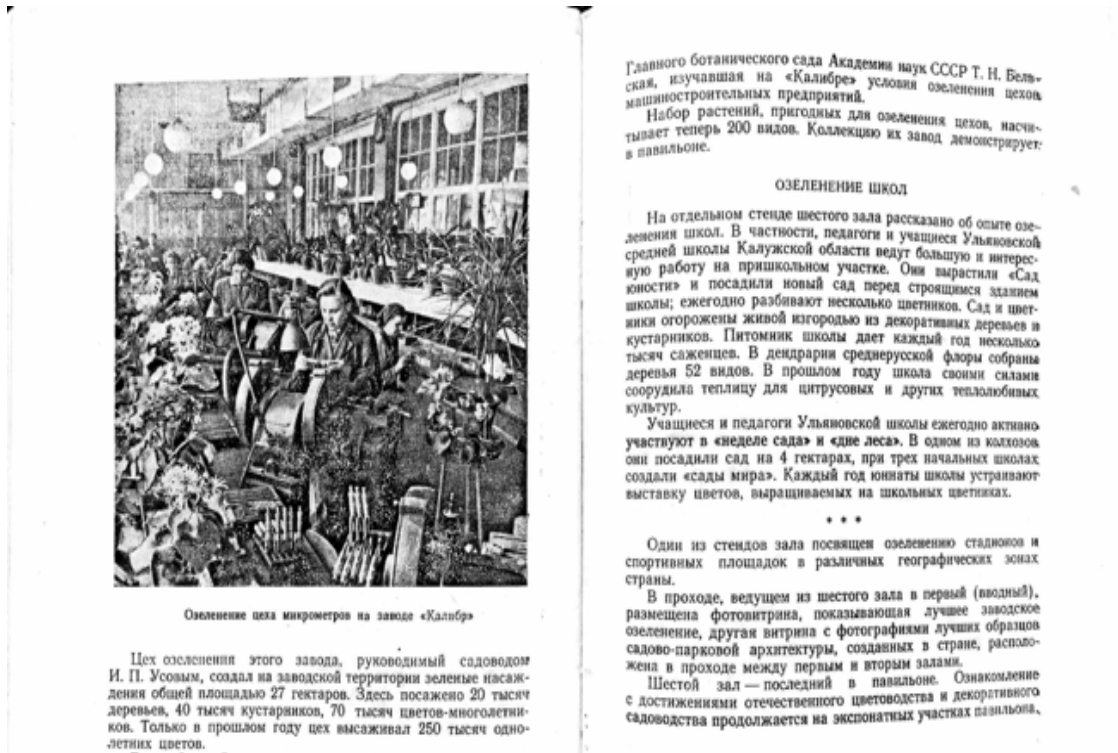 Озеленение цеха микрометров на заводе «Калибр»
Цех озеленения этого завода, руководимый садоводом
И. П. Усовым, создал на заводской территории зеленые насаж-
дения общей площадью 27 гектаров. Здесь посажено 20 тысяч
деревьев, 40 тысяч кустарников, 70 тысяч цветов-многолетни-
ков. Только в прошлом году цех высаживал 250 тысяч одно-
летних цветов.
Главного ботанического сада Академии наук СССР Т. Н. Бель-
ская, изучавшая на «Калибре» условия озеленения цехов
машиностроительных предприятий.
Набор растений, пригодных для озеленения цехов, насчи-
тывает теперь 200 видов. Коллекцию их завод демонстрирует
в павильоне.
ОЗЕЛЕНЕНИЕ ШКОЛ
На отдельном стенде шестого зала рассказано об опыте озе-
ленения школ. В частности, педагоги и учащиеся Ульяновской
средней школы Калужской области ведут большую и интерес-
ную работу на пришкольном участке. Они вырастили «Сад
юности» и посадили новый сад перед строящимся зданием
школы; ежегодно разбивают несколько цветников. Сад и цвет-
ники огорожены живой изгородью из декоративных деревьев и
кустарников. Питомник школы дает каждый год несколько
тысяч саженцев. В дендрарии среднерусской флоры собраны
деревья 52 видов. В прошлом году школа своими силами
соорудила теплицу для цитрусовых и других теплолюбивых
культур.
Учащиеся и педагоги Ульяновской школы ежегодно активно
участвуют в «неделе сада» и «дне леса». В одном из колхозов
они посадили сад на 4 гектарах, при трех начальных школах
создали «сады мира». Каждый год юннаты школы устраивают
выставку цветов, выращиваемых на школьных цветниках.
* * *
Один из стендов зала посвящен озеленению стадионов и
спортивных площадок в различных географических зонах
страны.
В проходе, ведущем из шестого зала в первый (вводный),
размещена фотовитрина, показывающая лучшее заводское
озеленение, другая витрина с фотографиями лучших образцов
садово-парковой архитектуры, созданных в стране, располо-
жена в проходе между первым и вторым залами.
Шестой зал — последний в павильоне. Ознакомление
с достижениями отечественного цветоводства и декоративного
садоводства продолжается на экспонатных участках павильона.